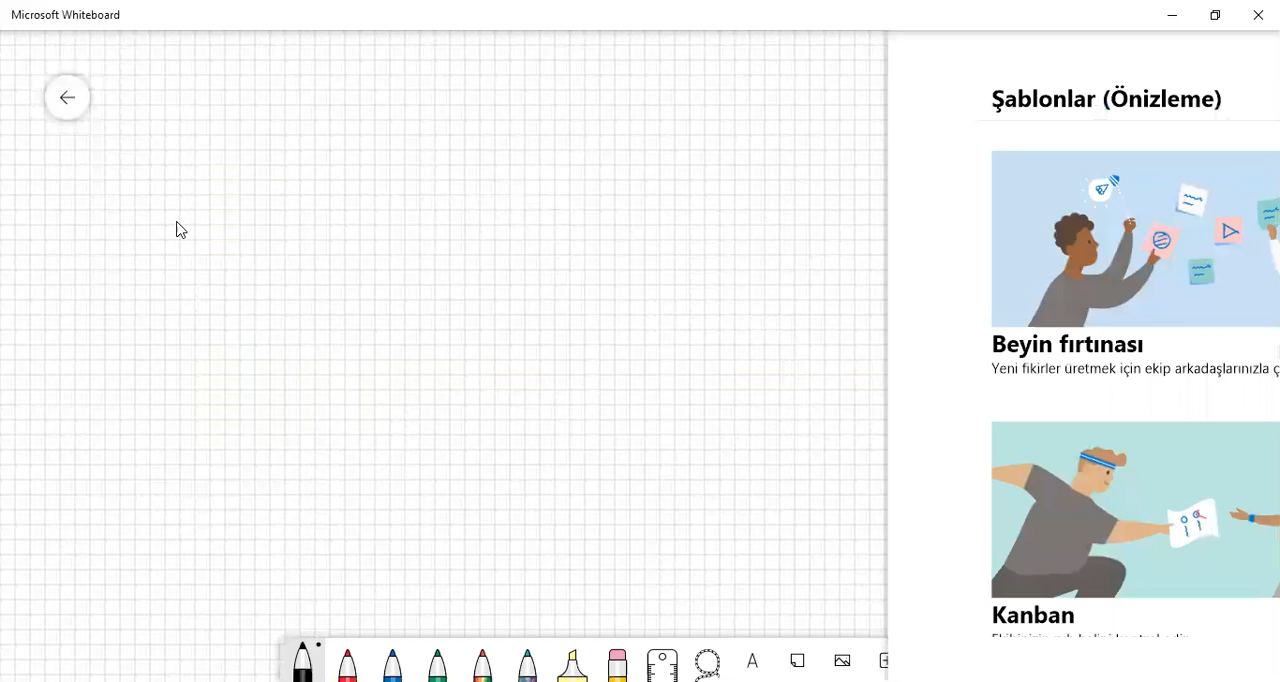 Microsoft Whiteboard
Şablonlar (Önizleme)
Beyin fırtınası
Yeni fikirler üretmek için ekip arkadaşlarınızla
Kanban
A